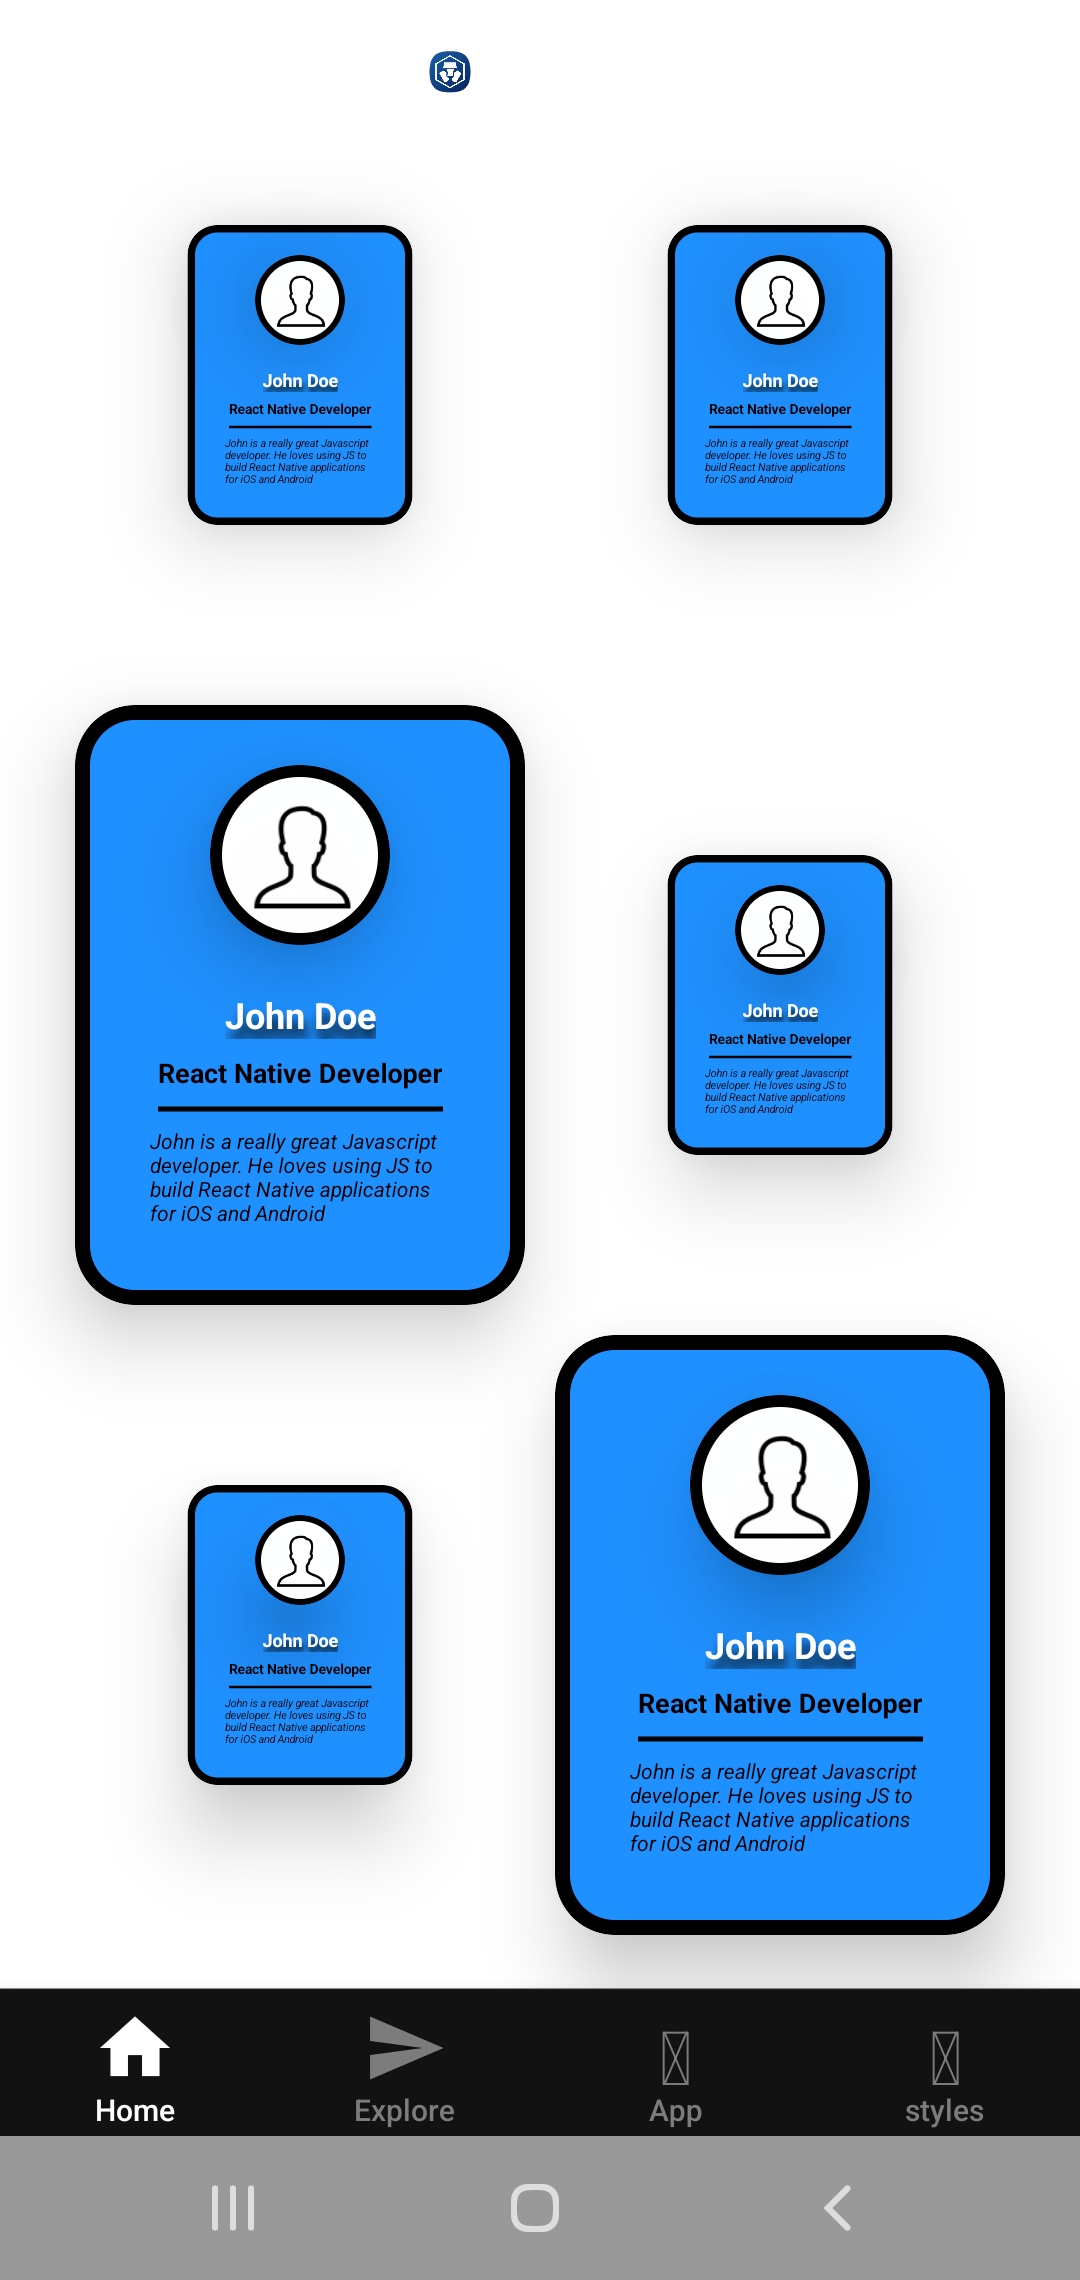 John Doe
React Native Developer
John is a really great Javascript
developer. He loves using JS to
build React Native applications
for iOS and Android
John Doe
React Native Developer
John is a really great Javascript
developer. He loves using JS to
build React Native applications
for iOS and Android
John Doe
React Native Developer
John is a really great Javascript
developer. He loves using JS to
build React Native applications
for iOS and Android
John Doe
React Native Developer
John is a really great Javascript
developer. He loves using JS to
build React Native applications
for iOS and Android
John Doe
React Native Developer
John is a really great Javascript
developer. He loves using JS to
build React Native applications
for iOS and Android
John Doe
React Native Developer
John is a really great Javascript
developer. He loves using JS to
build React Native applications
for iOS and Android
Home
Explore
App
styles